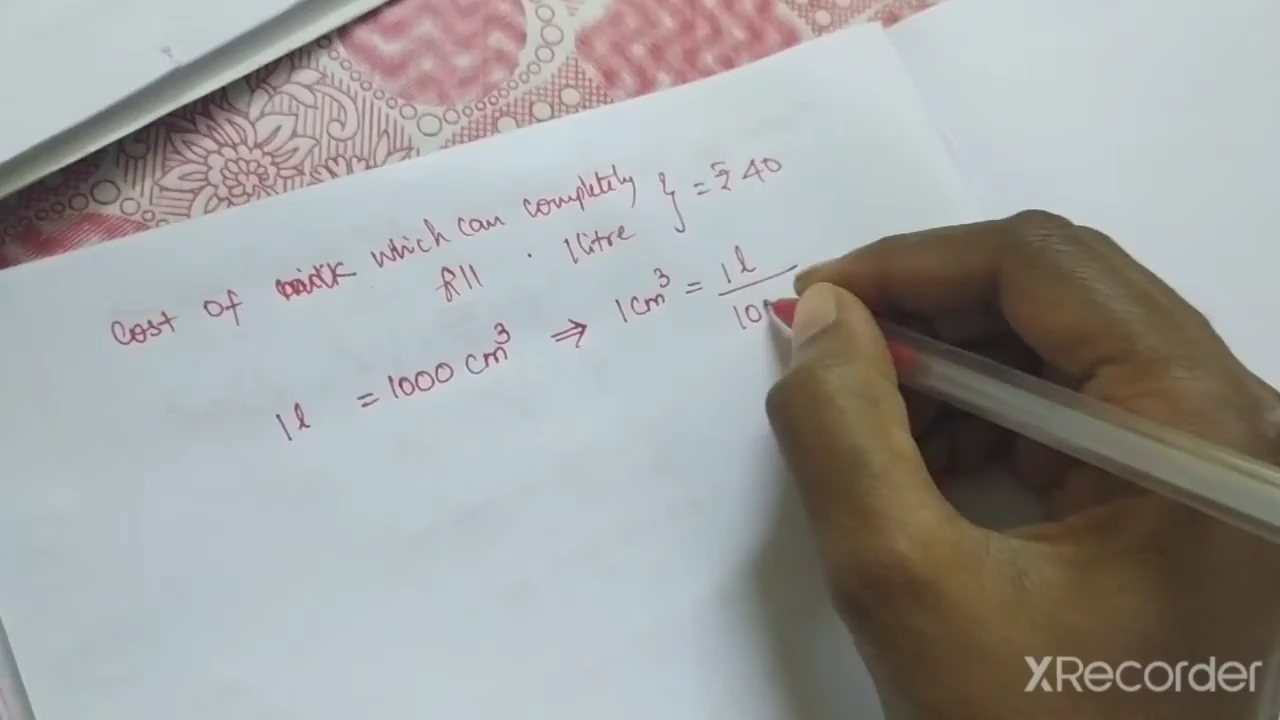 cost of milk which can completely } = ₹ 40
fill . 1 litre
1 l = 1000 cm³ ⇒ 1 cm³ = 1 l / 10
XRecorder